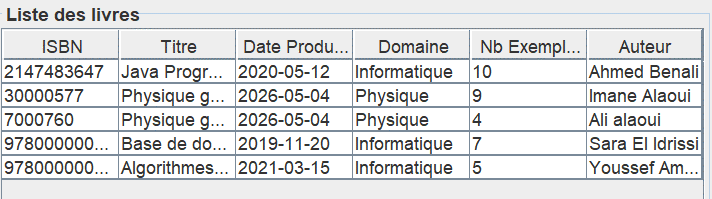 Liste des livres
ISBN Titre Date Produ... Domaine Nb Exempl... Auteur
2147483647 Java Progr... 2020-05-12 Informatique 10 Ahmed Benali
30000577 Physique g... 2026-05-04 Physique 9 Imane Alaoui
7000760 Physique g... 2026-05-04 Physique 4 Ali alaoui
978000000... Base de do... 2019-11-20 Informatique 7 Sara El Idrissi
978000000... Algorithmes... 2021-03-15 Informatique 5 Youssef Am...